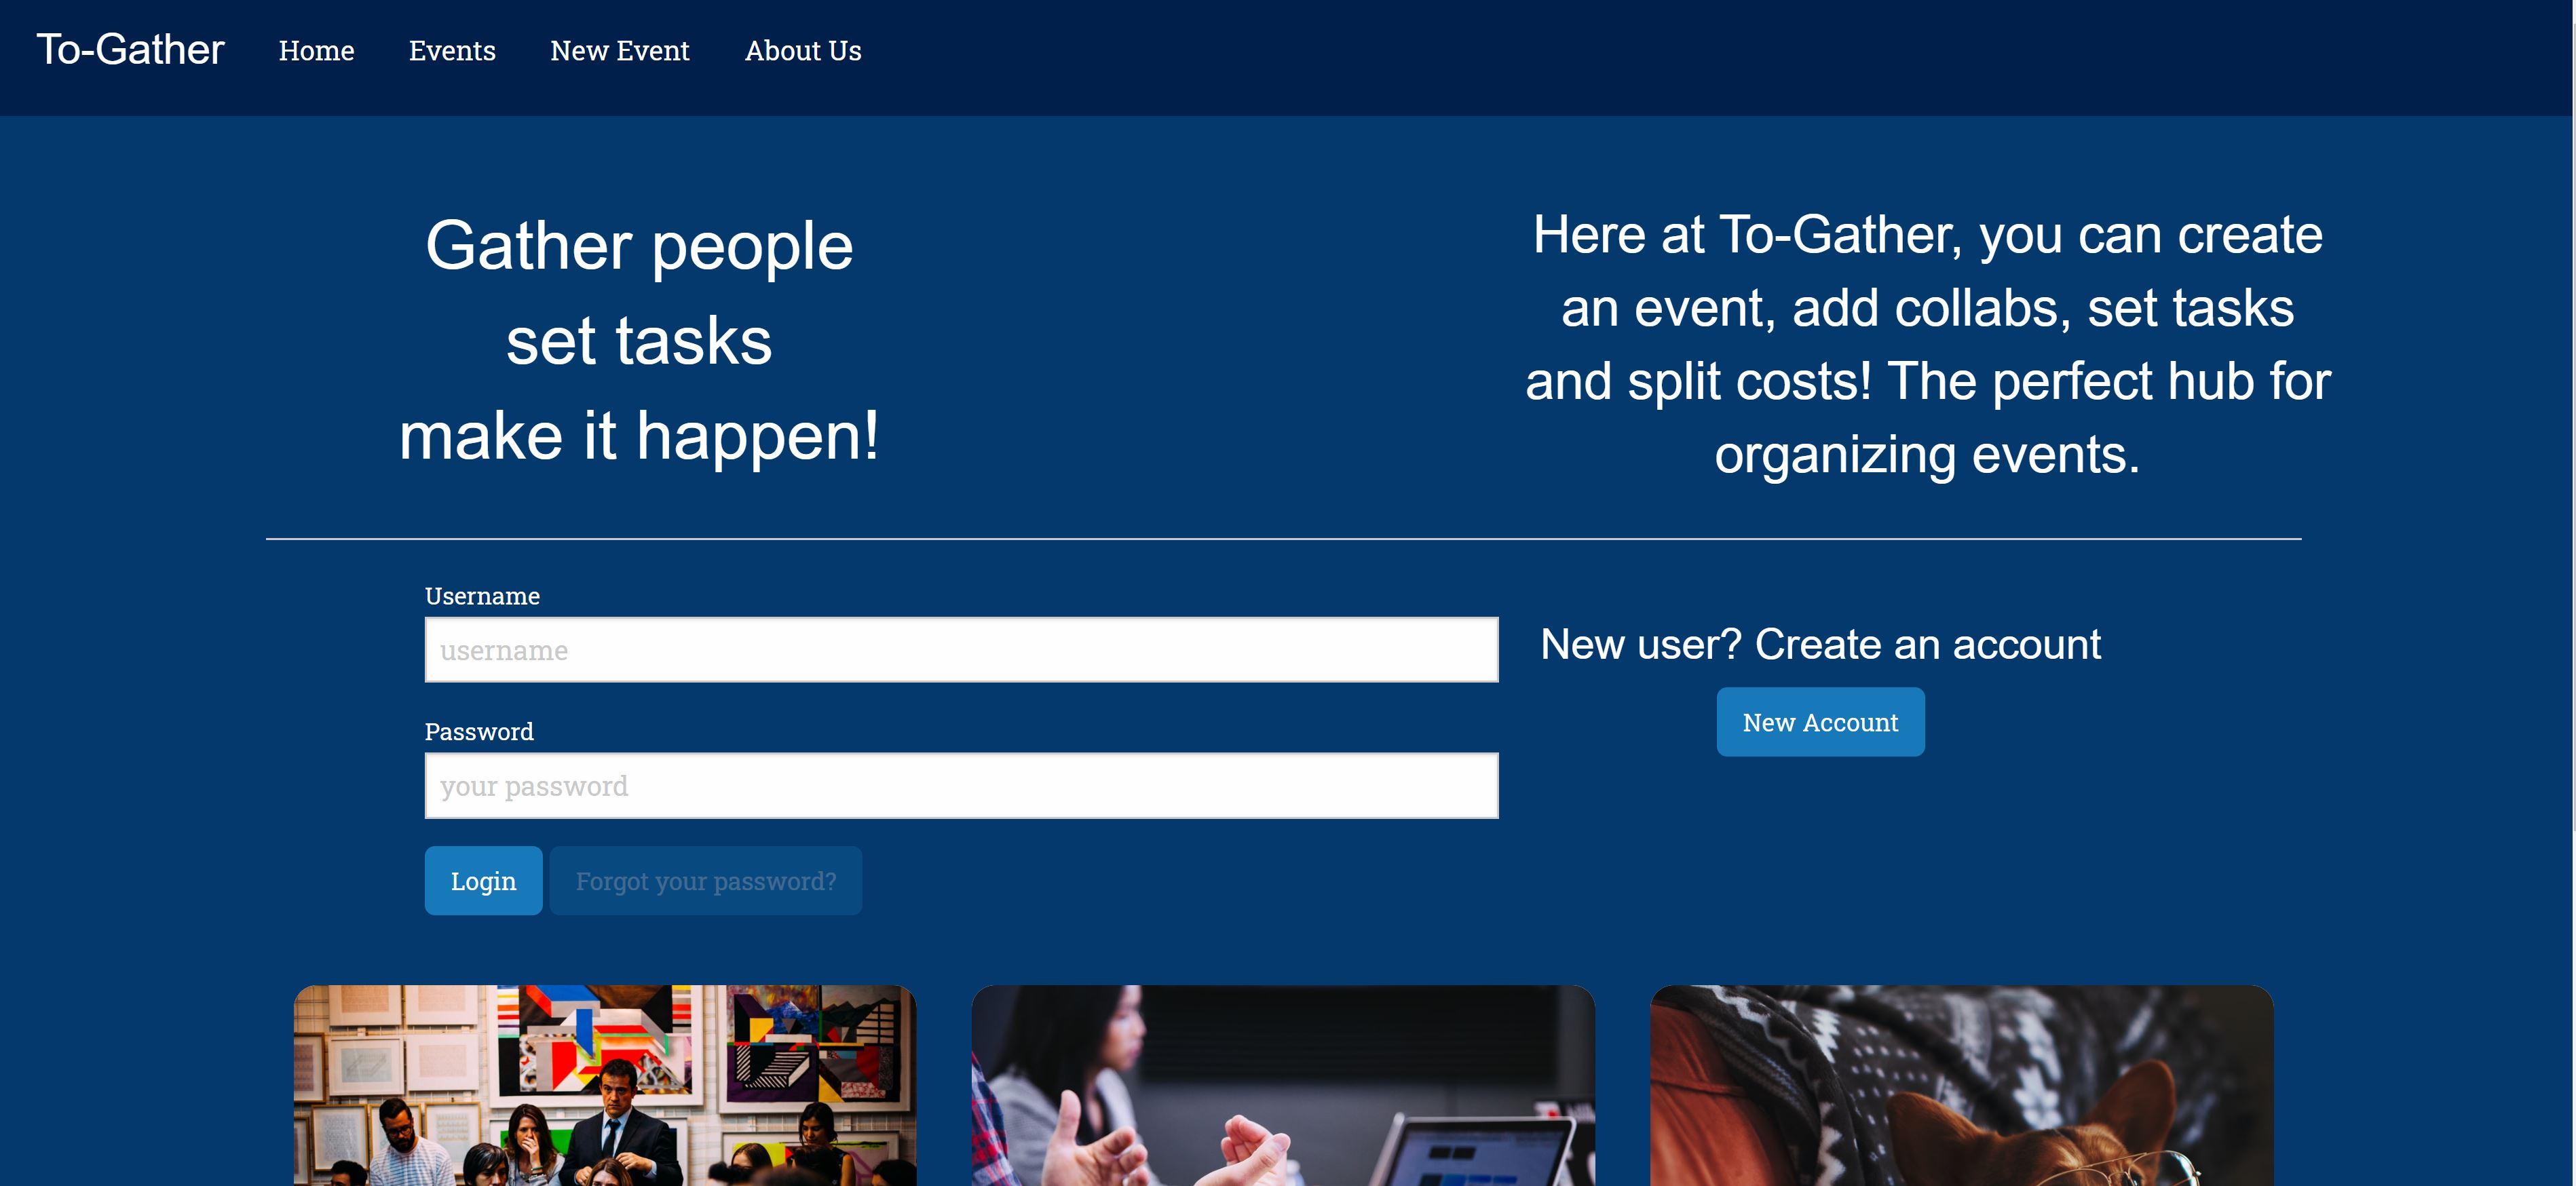 To-Gather
Home
Events
New Event
About Us
Gather people
set tasks
make it happen!
Here at To-Gather, you can create
an event, add collabs, set tasks
and split costs! The perfect hub for
organizing events.
Username
username
Password
your password
Login
Forgot your password?
New user? Create an account
New Account